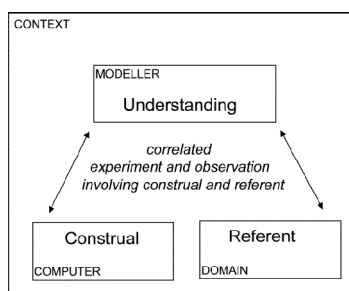 CONTEXT
MODELLER
Understanding
correlated
experiment and observation
involving construal and referent
Construal
COMPUTER
Referent
DOMAIN